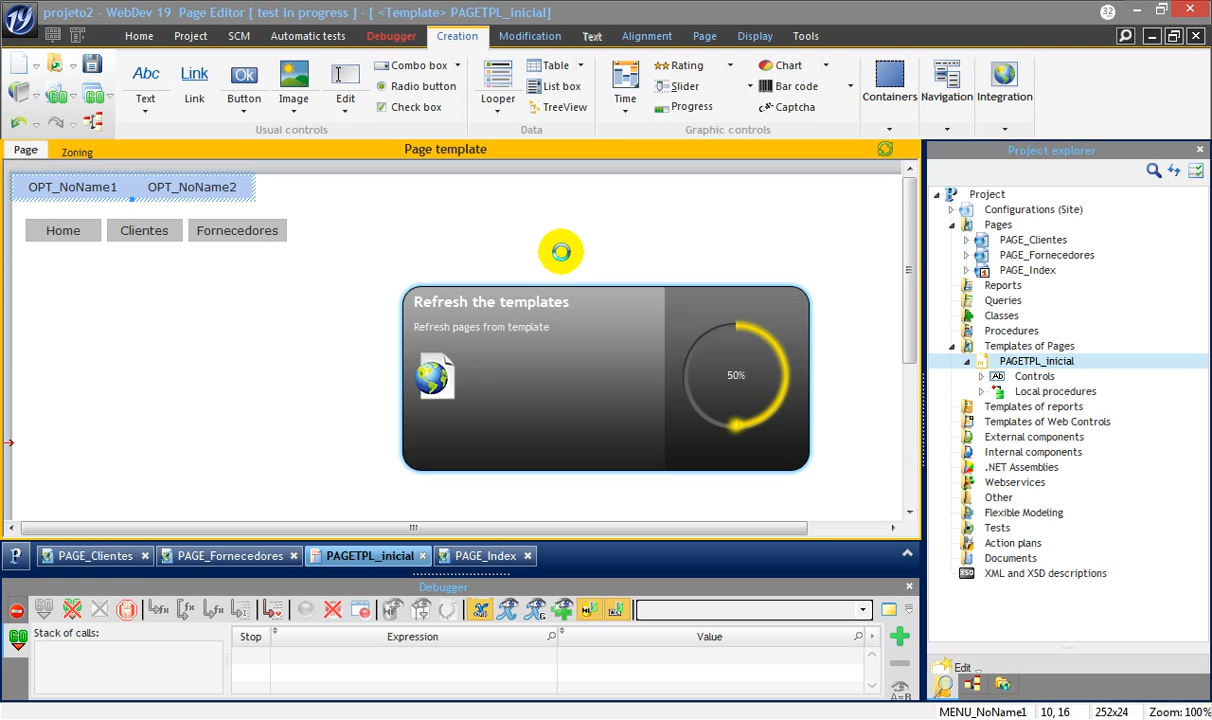 projeto2 - WebDev 19 Page Editor [ test in progress ] - [ <Template> PAGETPL_inicial]
32
19
Home Project SCM Automatic tests Debugger Creation Modification Text Alignment Page Display Tools
Abc Text
Link Link
Ok Button
Image
Edit
Combo box
Radio button
Check box
Usual controls
Looper
Table
List box
TreeView
Data
Time
Rating
Slider
Progress
Chart
Bar code
Captcha
Graphic controls
Containers
Navigation
Integration
Page Zoning Page template
OPT_NoName1 OPT_NoName2
Home Clientes Fornecedores
Refresh the templates
Refresh pages from template
50%
Project explorer
Project
Configurations (Site)
Pages
PAGE_Clientes
PAGE_Fornecedores
PAGE_Index
Reports
Queries
Classes
Procedures
Templates of Pages
PAGETPL_inicial
Controls
Local procedures
Templates of reports
Templates of Web Controls
External components
Internal components
.NET Assemblies
Webservices
Other
Flexible Modeling
Tests
Action plans
Documents
XSD XML and XSD descriptions
Edit
PAGE_Clientes PAGE_Fornecedores PAGETPL_inicial PAGE_Index
Debugger
GO
Stack of calls:
Stop Expression Value
A=B
MENU_NoName1 10, 16 252x24 Zoom: 100%